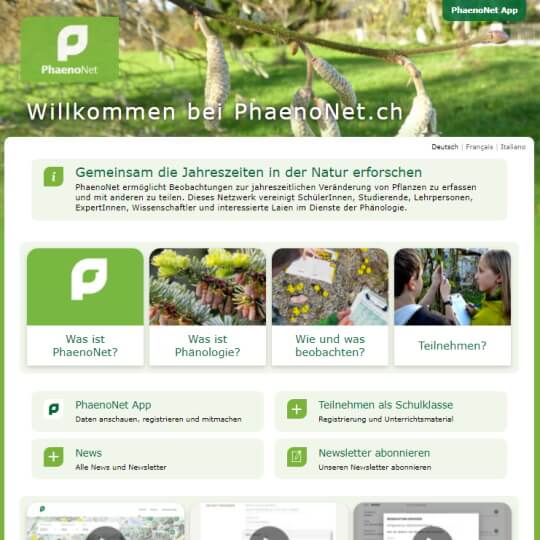 PhaenoNet App
PhaenoNet
Willkommen bei PhaenoNet.ch
Deutsch | Français | Italiano
Gemeinsam die Jahreszeiten in der Natur erforschen
PhaenoNet ermöglicht Beobachtungen zur jahreszeitlichen Veränderung von Pflanzen zu erfassen
und mit anderen zu teilen. Dieses Netzwerk vereinigt SchülerInnen, Studierende, Lehrpersonen,
ExpertInnen, Wissenschaftler und interessierte Laien im Dienste der Phänologie.
Was ist
PhaenoNet?
Was ist
Phänologie?
Wie und was
beobachten?
Teilnehmen?
PhaenoNet App
Daten anschauen, registrieren und mitmachen
Teilnehmen als Schulklasse
Registrierung und Unterrichtsmaterial
News
Alle News und Newsletter
Newsletter abonnieren
Unseren Newsletter abonnieren